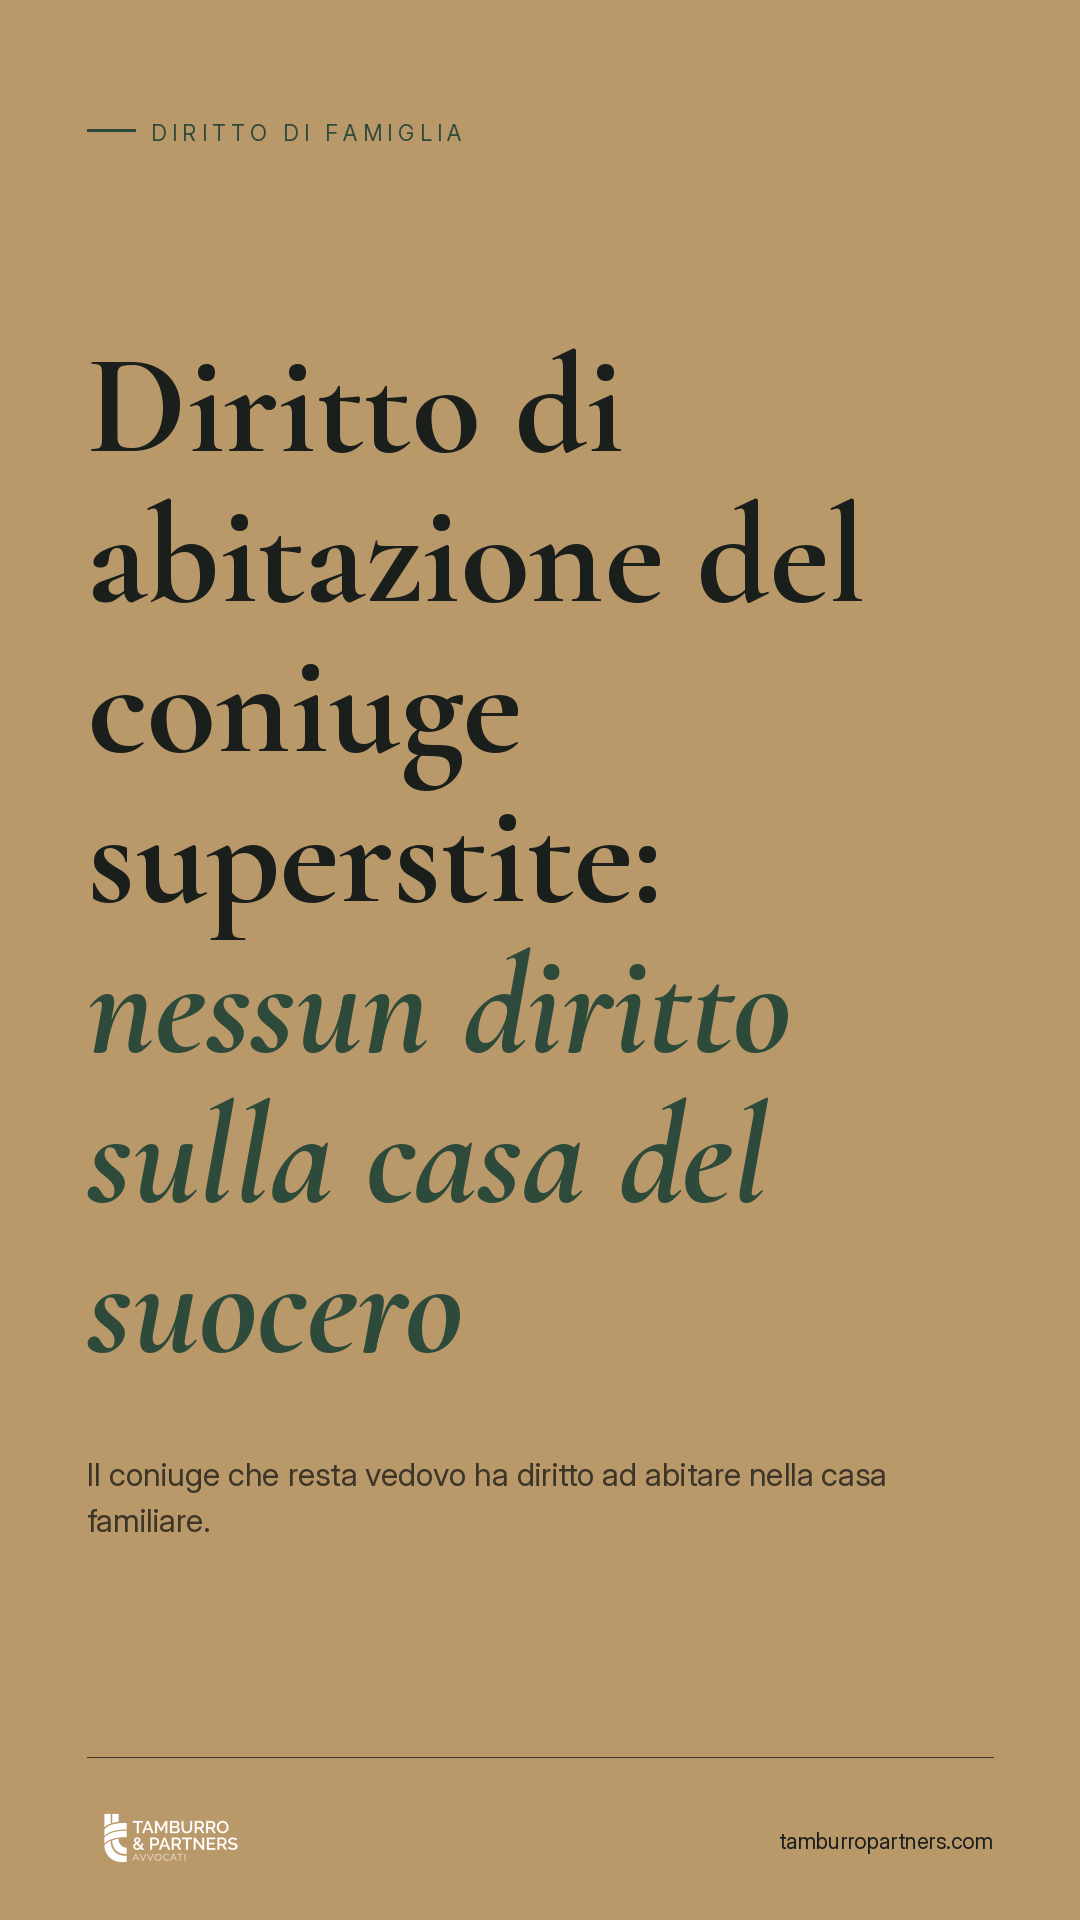 DIRITTO DI FAMIGLIA
Diritto di
abitazione del
coniuge
superstite:
nessun diritto
sulla casa del
suocero
Il coniuge che resta vedovo ha diritto ad abitare nella casa
familiare.
TAMBURRO
& PARTNERS
AVVOCATI
tamburropartners.com